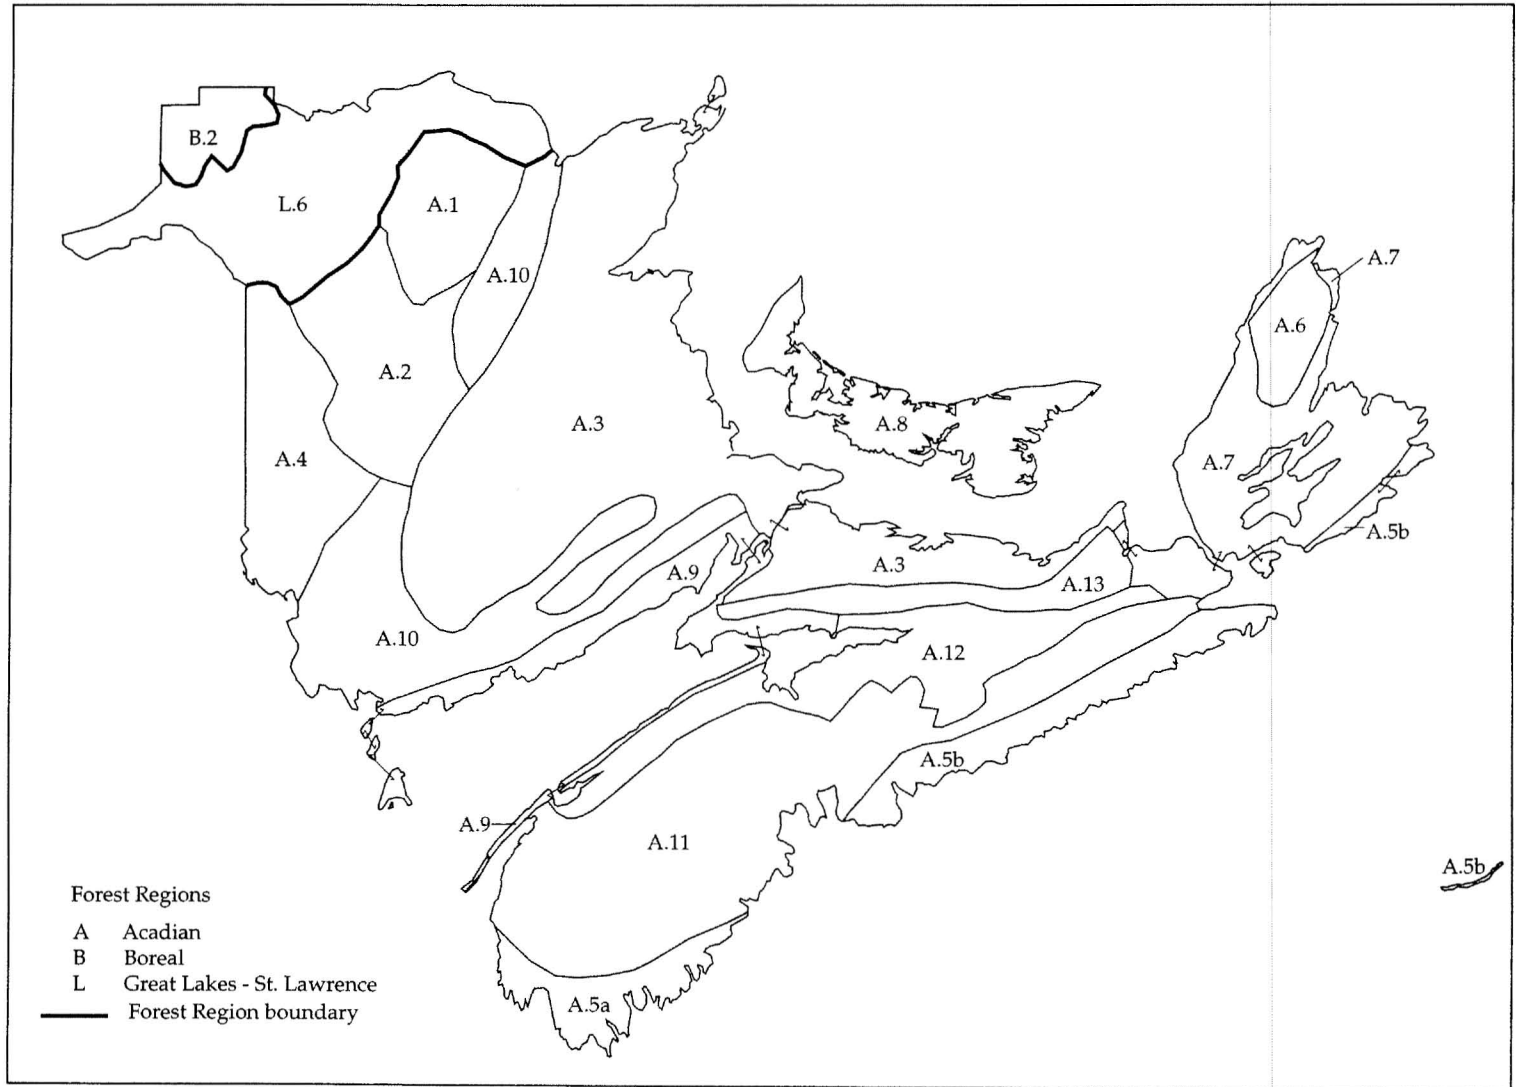 B.2
L.6
A.1
A.10
A.7
A.6
A.2
A.3
A.8
A.4
A.7
A.5b
A.3
A.9
A.13
A.10
A.12
A.5b
A.9
A.11
A.5b
A.5a
Forest Regions
A Acadian
B Boreal
L Great Lakes - St. Lawrence
Forest Region boundary